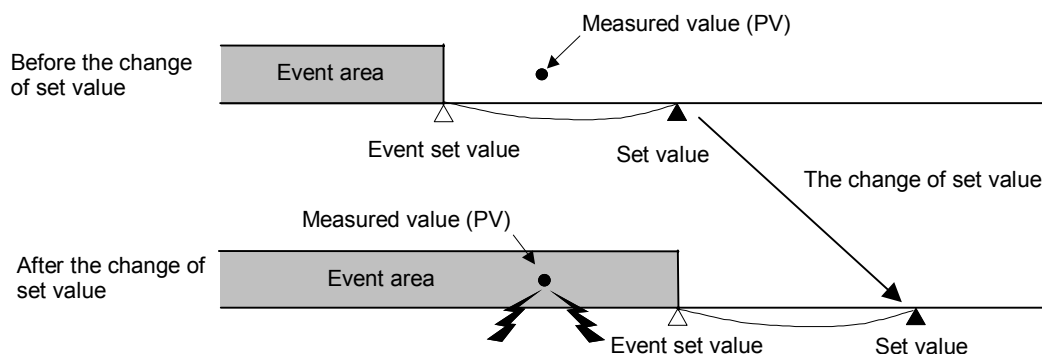 Measured value (PV)
Before the change
of set value
Event area
Event set value
Set value
The change of set value
Measured value (PV)
After the change of
set value
Event area
Event set value
Set value